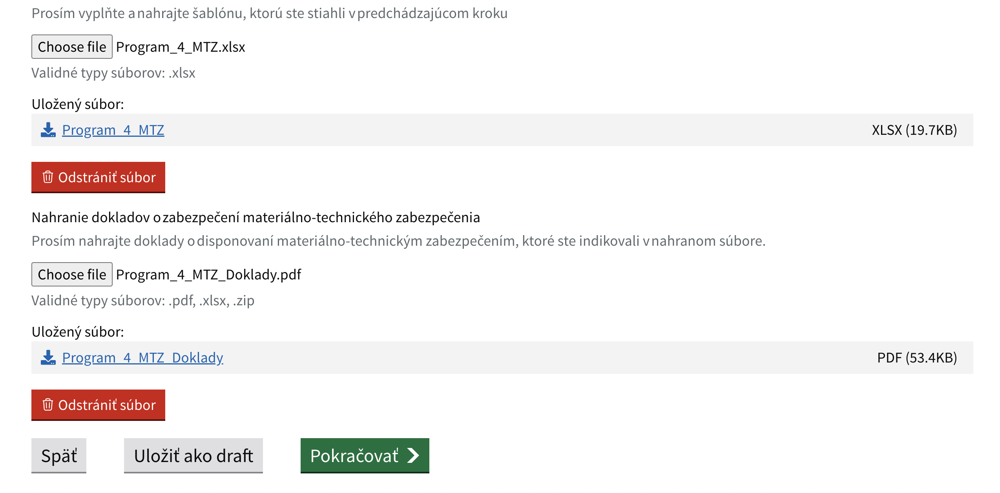 Prosím vyplňte a nahrajte šablónu, ktorú ste stiahli v predchádzajúcom kroku
Choose file Program_4_MTZ.xlsx
Validné typy súborov: .xlsx
Uložený súbor:
Program_4_MTZ XLSX (19.7KB)
Odstrániť súbor
Nahranie dokladov o zabezpečení materiálno-technického zabezpečenia
Prosím nahrajte doklady o disponovaní materiálno-technickým zabezpečením, ktoré ste indikovali v nahranom súbore.
Choose file Program_4_MTZ_Doklady.pdf
Validné typy súborov: .pdf, .xlsx, .zip
Uložený súbor:
Program_4_MTZ_Doklady PDF (53.4KB)
Odstrániť súbor
Späť Uložiť ako draft Pokračovať